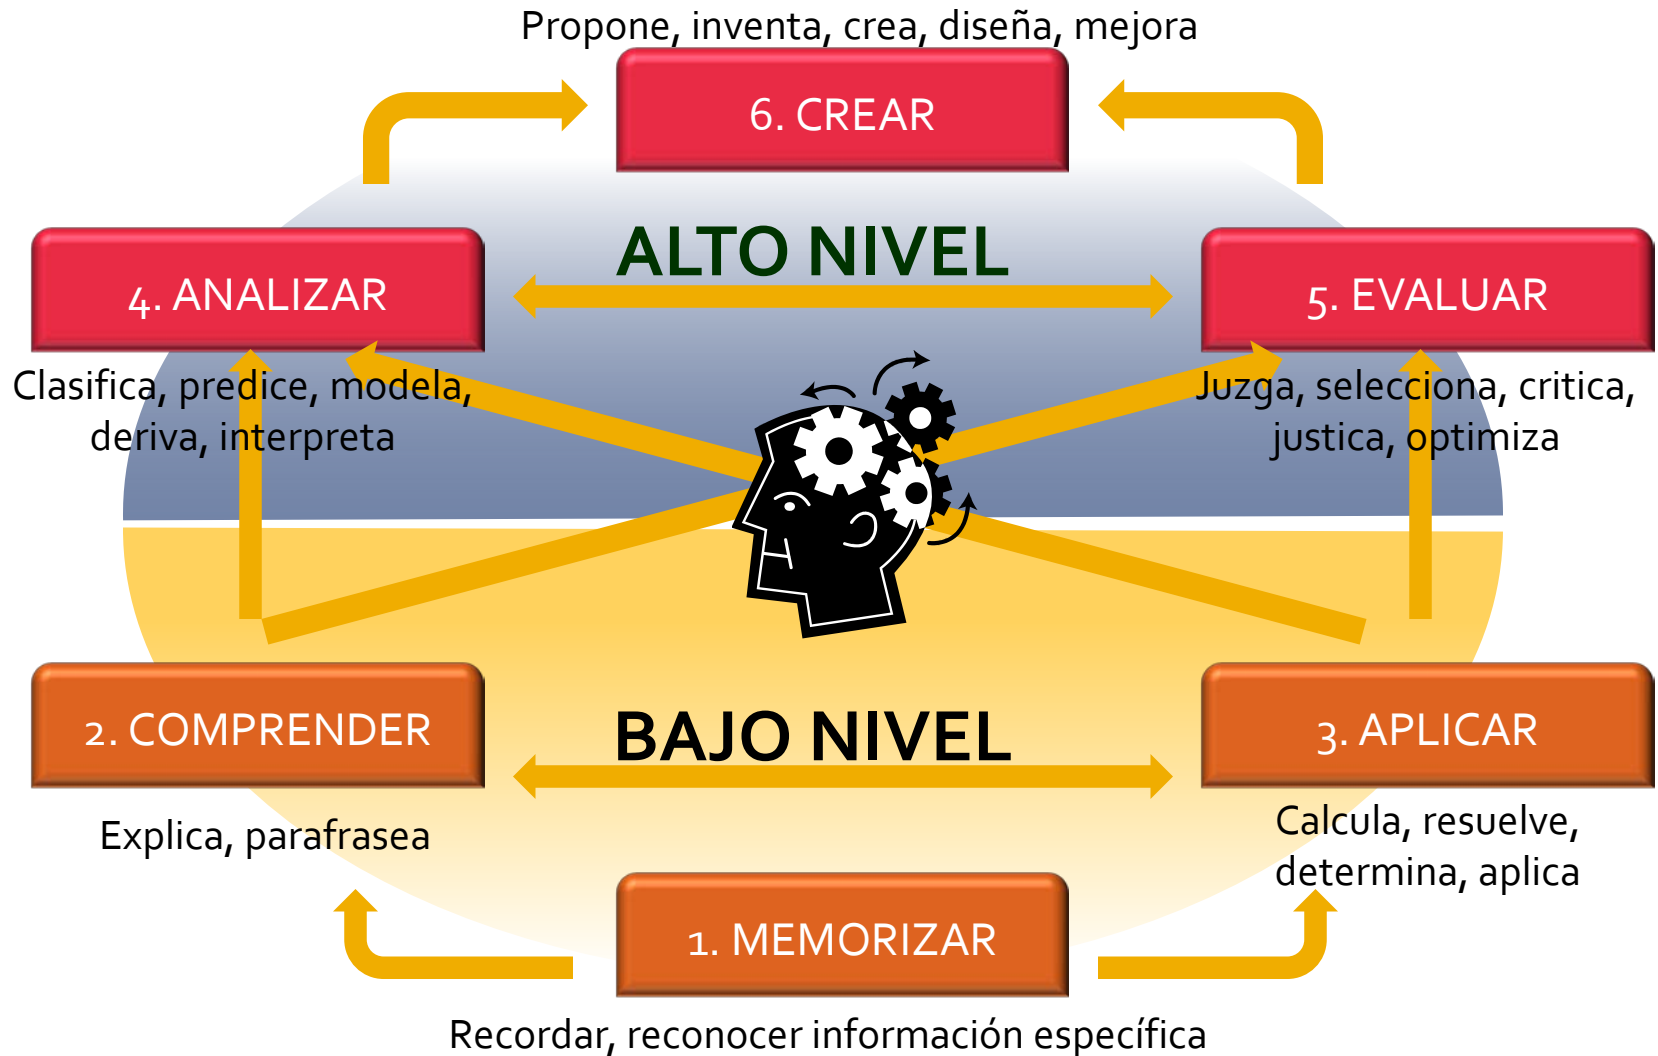 Propone, inventa, crea, diseña, mejora
6. CREAR
ALTO NIVEL
4. ANALIZAR
5. EVALUAR
Clasifica, predice, modela,
deriva, interpreta
Juzga, selecciona, critica,
justica, optimiza
2. COMPRENDER
BAJO NIVEL
3. APLICAR
Explica, parafrasea
Calcula, resuelve,
determina, aplica
1. MEMORIZAR
Recordar, reconocer información específica